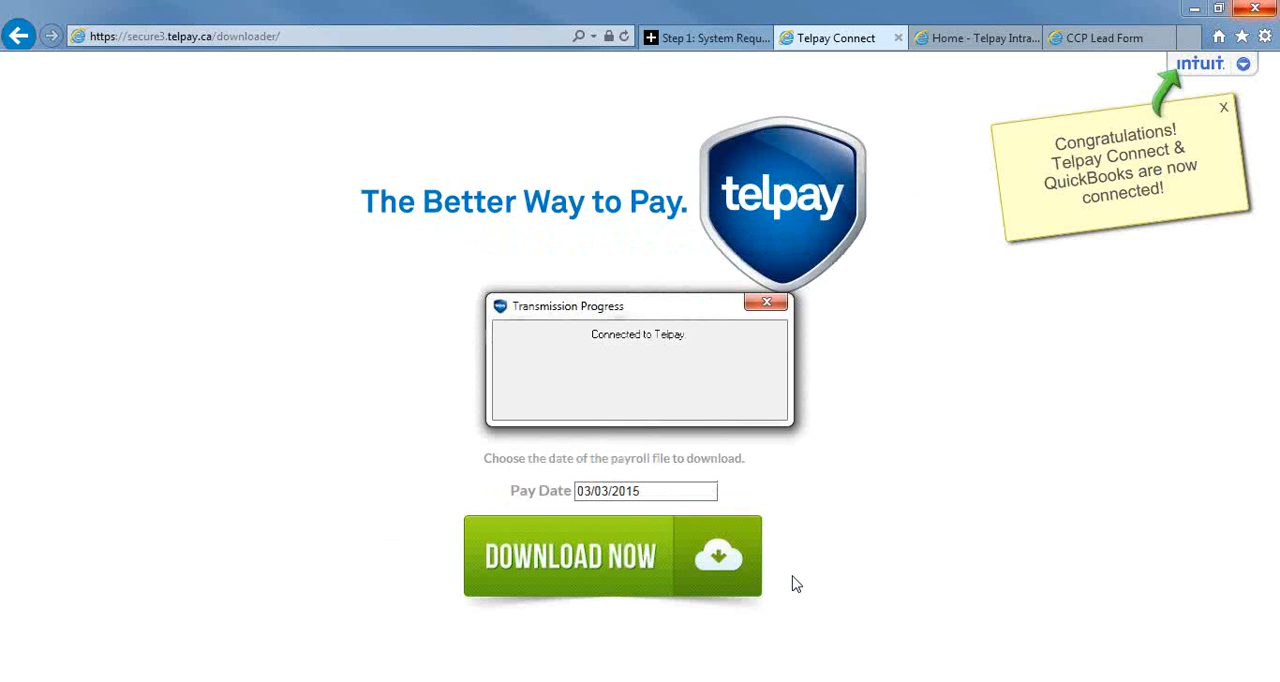 https://secure3.telpay.ca/downloader/
Step 1: System Requ...
Telpay Connect
Home - Telpay Intra...
CCP Lead Form
intuit.
X
Congratulations!
Telpay Connect &
QuickBooks are now
connected!
The Better Way to Pay.
telpay
Transmission Progress
Connected to Telpay.
Choose the date of the payroll file to download.
Pay Date 03/03/2015
DOWNLOAD NOW